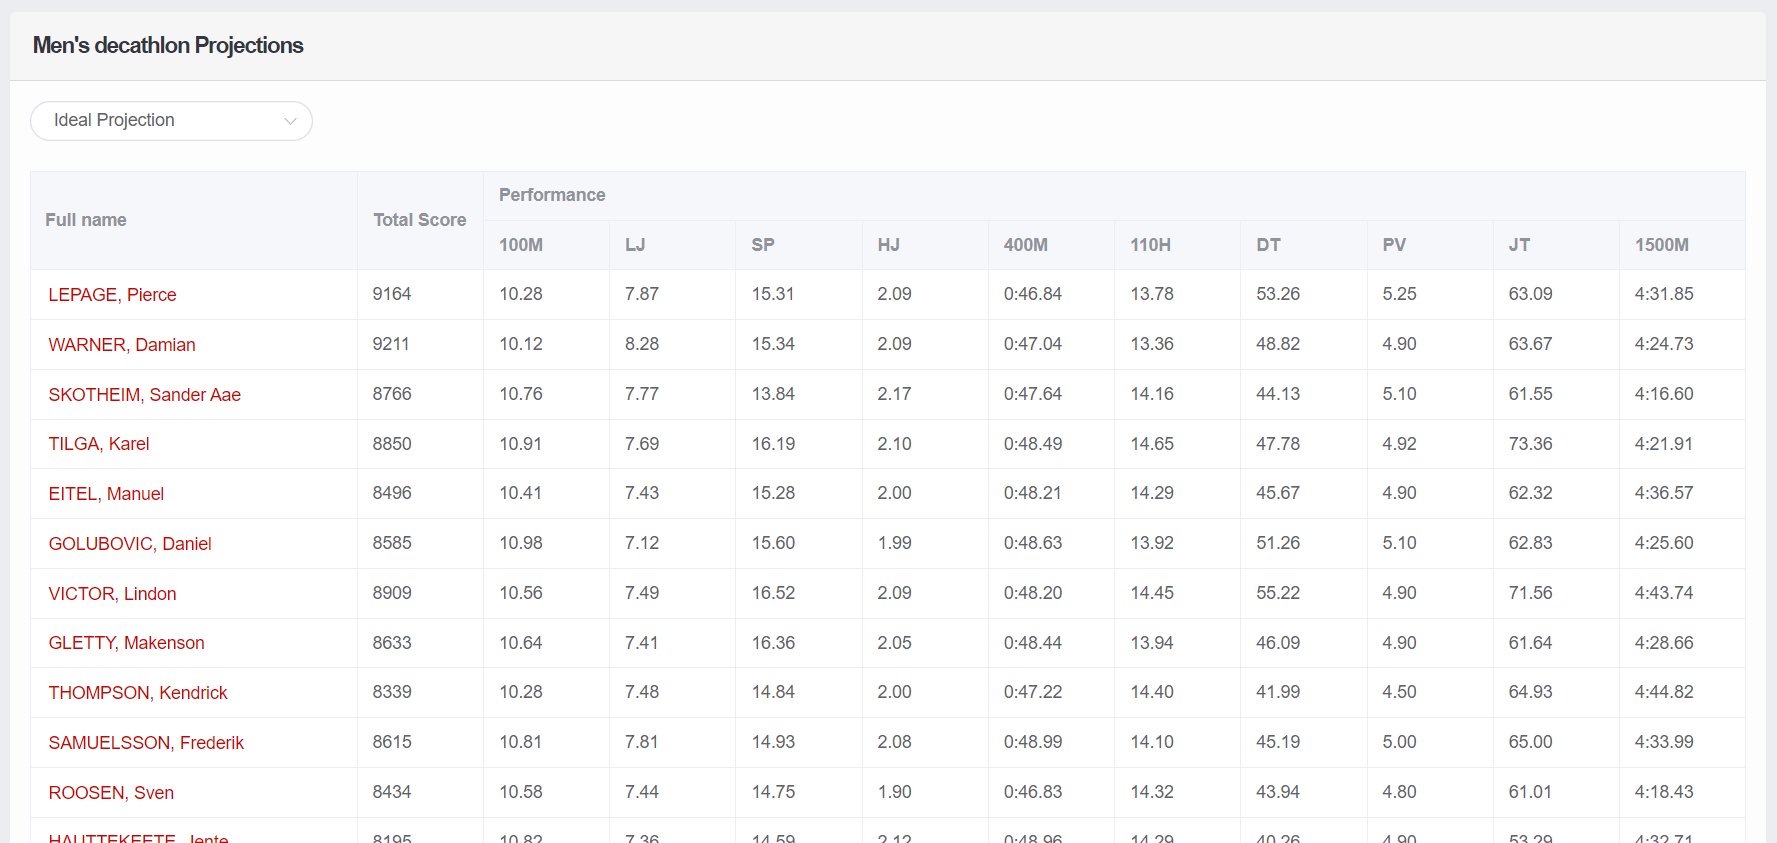 Men's decathlon Projections
Ideal Projection
Full name Total Score Performance
100M LJ SP HJ 400M 110H DT PV JT 1500M
LEPAGE, Pierce 9164 10.28 7.87 15.31 2.09 0:46.84 13.78 53.26 5.25 63.09 4:31.85
WARNER, Damian 9211 10.12 8.28 15.34 2.09 0:47.04 13.36 48.82 4.90 63.67 4:24.73
SKOTHEIM, Sander Aae 8766 10.76 7.77 13.84 2.17 0:47.64 14.16 44.13 5.10 61.55 4:16.60
TILGA, Karel 8850 10.91 7.69 16.19 2.10 0:48.49 14.65 47.78 4.92 73.36 4:21.91
EITEL, Manuel 8496 10.41 7.43 15.28 2.00 0:48.21 14.29 45.67 4.90 62.32 4:36.57
GOLUBOVIC, Daniel 8585 10.98 7.12 15.60 1.99 0:48.63 13.92 51.26 5.10 62.83 4:25.60
VICTOR, Lindon 8909 10.56 7.49 16.52 2.09 0:48.20 14.45 55.22 4.90 71.56 4:43.74
GLETTY, Makenson 8633 10.64 7.41 16.36 2.05 0:48.44 13.94 46.09 4.90 61.64 4:28.66
THOMPSON, Kendrick 8339 10.28 7.48 14.84 2.00 0:47.22 14.40 41.99 4.50 64.93 4:44.82
SAMUELSSON, Frederik 8615 10.81 7.81 14.93 2.08 0:48.99 14.10 45.19 5.00 65.00 4:33.99
ROOSEN, Sven 8434 10.58 7.44 14.75 1.90 0:46.83 14.32 43.94 4.80 61.01 4:18.43
HAUTTEKEETE, Jente 8195 10.82 7.36 14.59 2.12 0:48.96 14.29 40.26 4.90 53.29 4:32.71